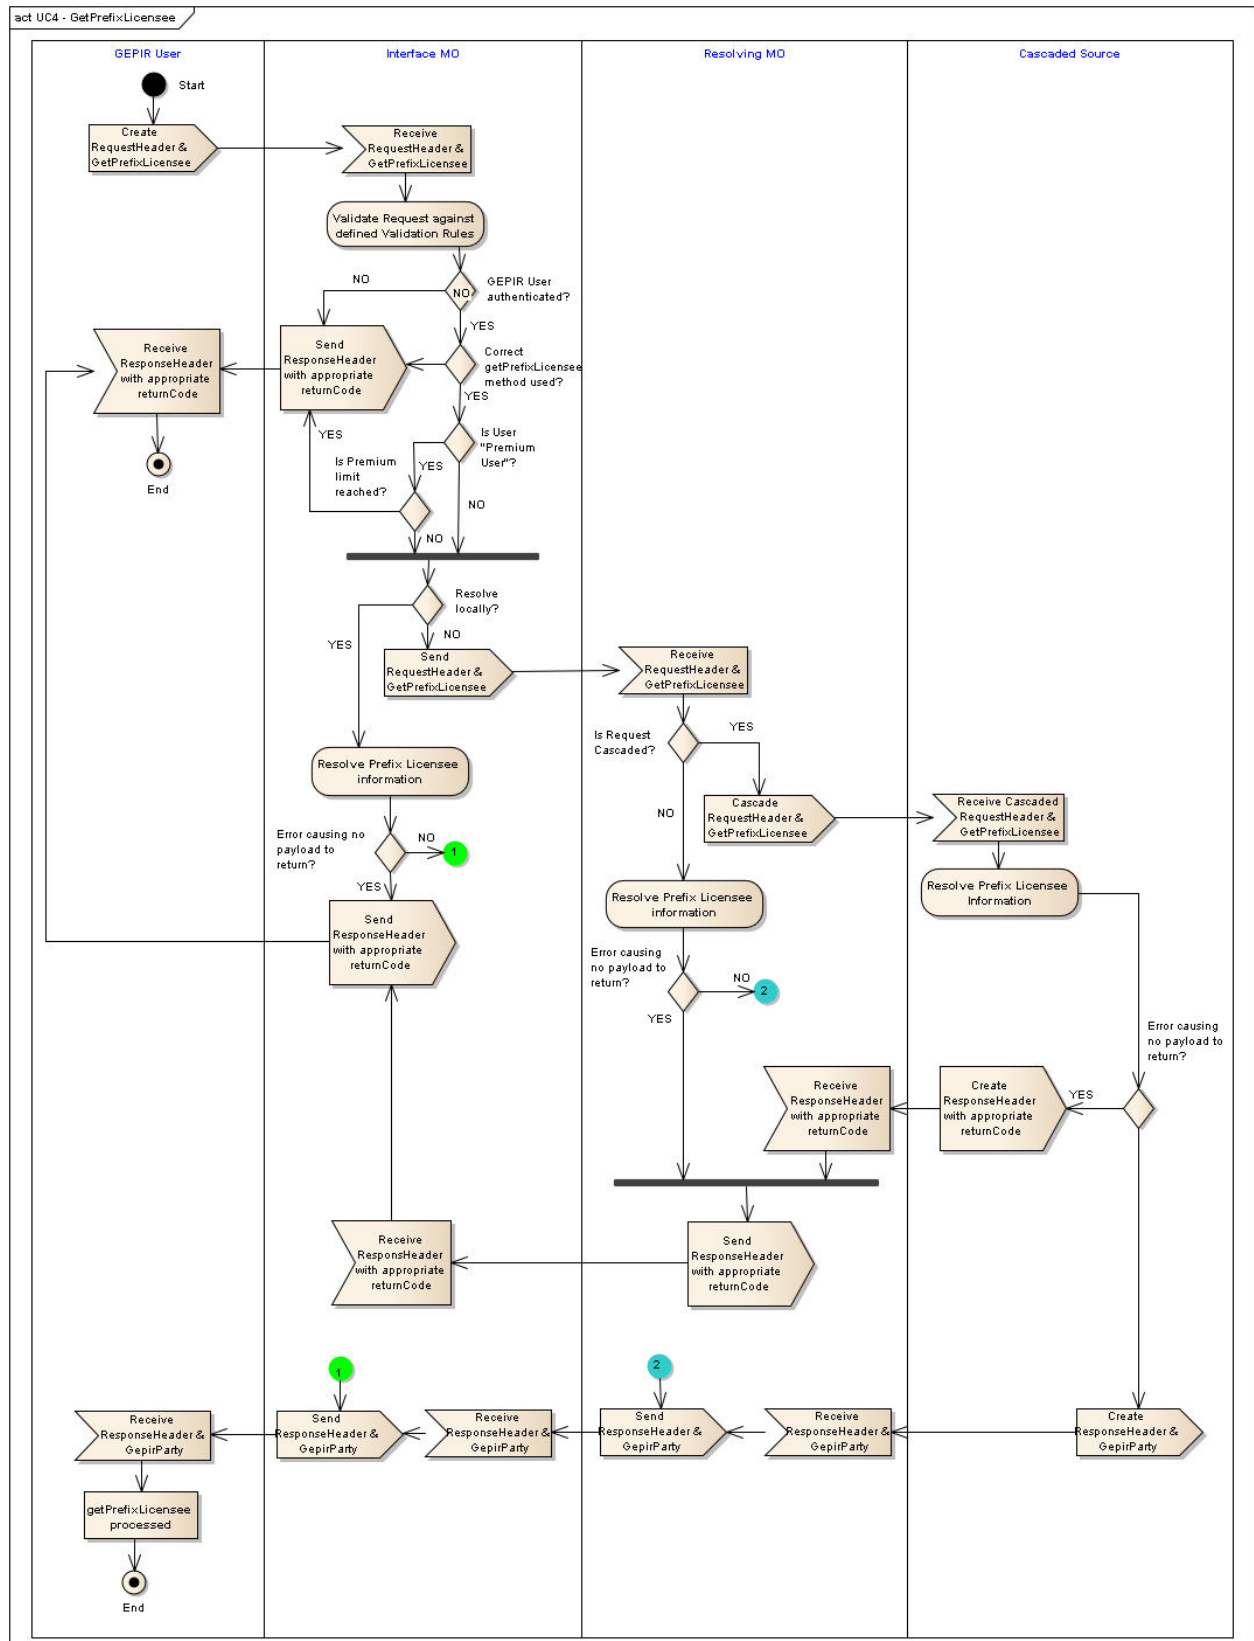 act UC4 - GetPrefixLicensee
GEPIR User
Interface MO
Resolving MO
Cascaded Source
Start
Create
RequestHeader &
GetPrefixLicensee
Receive
RequestHeader &
GetPrefixLicensee
Validate Request against
defined Validation Rules
NO
GEPIR User
authenticated?
NO
YES
Send
ResponseHeader
with appropriate
returnCode
Receive
ResponseHeader
with appropriate
returnCode
Correct
getPrefixLicensee
method used?
YES
Is User
"Premium
User"?
YES
YES
Is Premium
limit
reached?
End
NO
NO
Resolve
locally?
YES
NO
Send
RequestHeader &
GetPrefixLicensee
Receive
RequestHeader &
GetPrefixLicensee
Is Request
Cascaded?
YES
Resolve Prefix Licensee
information
NO
Cascade
RequestHeader &
GetPrefixLicensee
Receive Cascaded
RequestHeader &
GetPrefixLicensee
Error causing no
payload to
return?
NO
1
YES
Resolve Prefix Licensee
information
Resolve Prefix Licensee
Information
Send
ResponseHeader
with appropriate
returnCode
Error causing
no payload to
return?
NO
2
YES
Error causing
no payload to
return?
Receive
ResponseHeader
with appropriate
returnCode
Create
ResponseHeader
with appropriate
returnCode
YES
Receive
ResponsHeader
with appropriate
returnCode
Send
ResponseHeader
with appropriate
returnCode
1
2
Receive
ResponseHeader &
GepirParty
Send
ResponseHeader &
GepirParty
Receive
ResponseHeader &
GepirParty
Send
ResponseHeader &
GepirParty
Receive
ResponseHeader &
GepirParty
Create
ResponseHeader &
GepirParty
getPrefixLicensee
processed
End